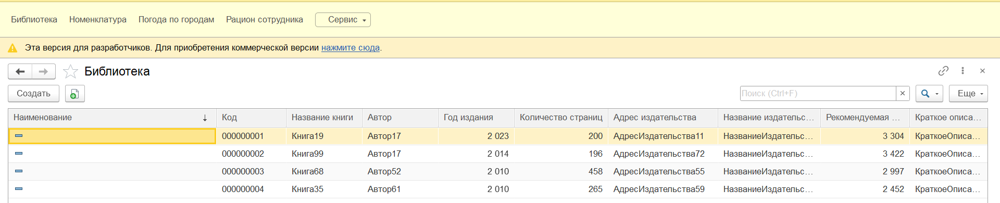 Библиотека Номенклатура Погода по городам Рацион сотрудника Сервис
Эта версия для разработчиков. Для приобретения коммерческой версии нажмите сюда.
Библиотека
Создать Поиск (Ctrl+F) × Еще
Наименование ↓ Код Название книги Автор Год издания Количество страниц Адрес издательства Название издательс... Рекомендуемая ... Краткое описа...
000000001 Книга19 Автор17 2 023 200 АдресИздательства11 НазваниеИздательс... 3 304 КраткоеОписа...
000000002 Книга99 Автор17 2 014 196 АдресИздательства72 НазваниеИздательс... 3 422 КраткоеОписа...
000000003 Книга68 Автор52 2 010 458 АдресИздательства55 НазваниеИздательс... 2 997 КраткоеОписа...
000000004 Книга35 Автор61 2 010 265 АдресИздательства59 НазваниеИздательс... 2 452 КраткоеОписа...